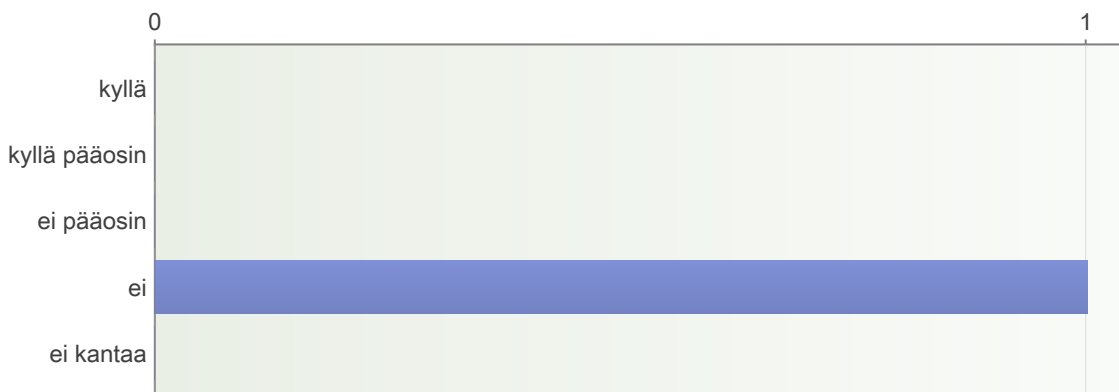 0 1
kyllä
kyllä pääosin
ei pääosin
ei
ei kantaa